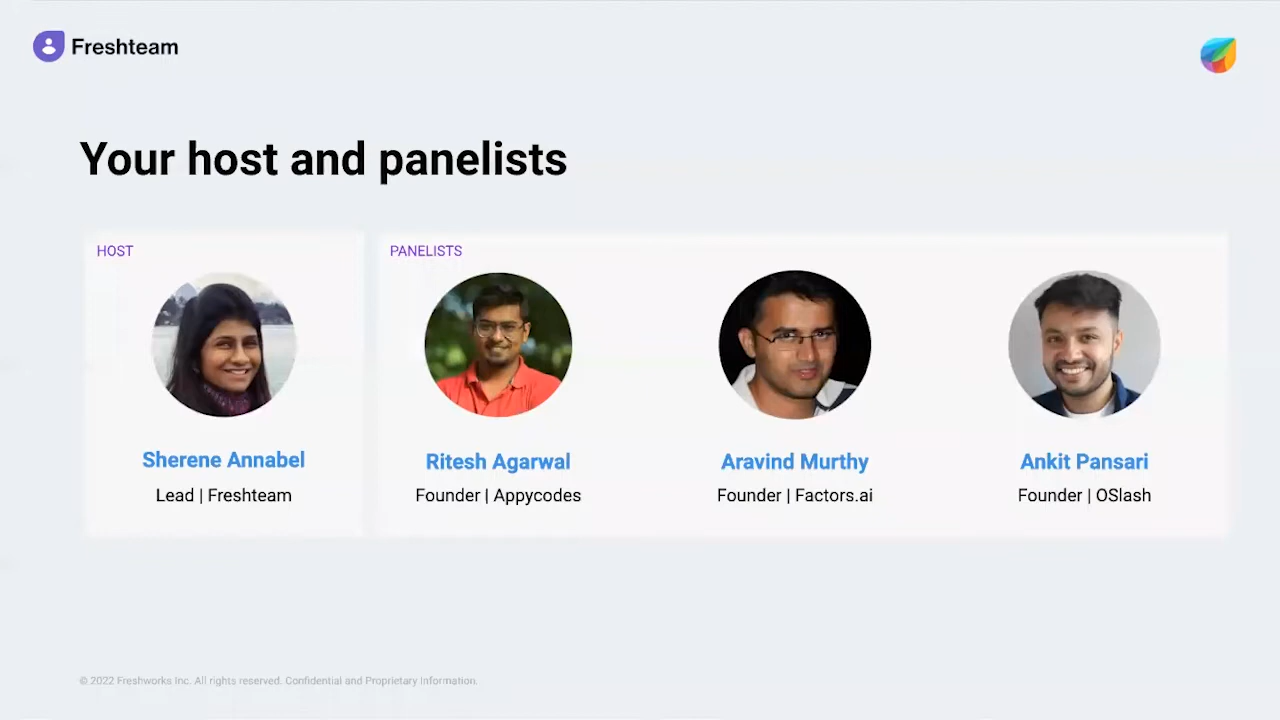 Freshteam
Your host and panelists
HOST
PANELISTS
Sherene Annabel
Lead | Freshteam
Ritesh Agarwal
Founder | Appycodes
Aravind Murthy
Founder | Factors.ai
Ankit Pansari
Founder | OSlash
© 2022 Freshworks Inc. All rights reserved. Confidential and Proprietary Information.